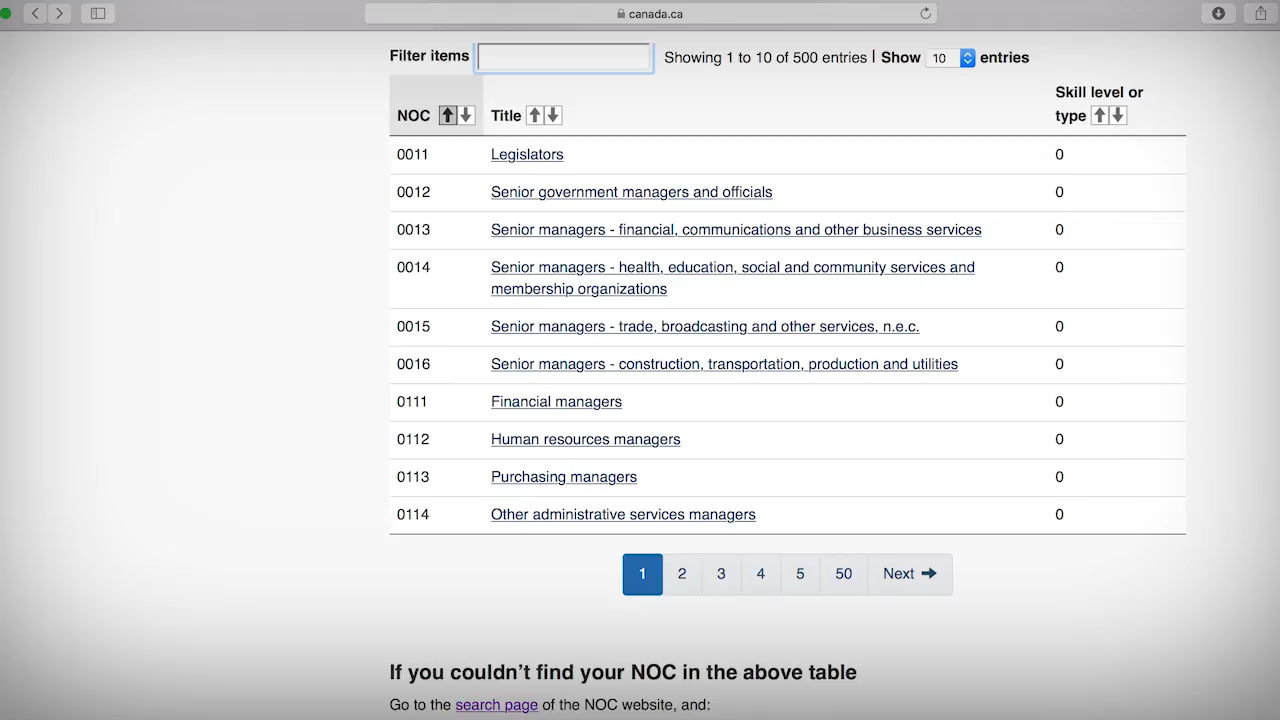 canada.ca
Filter items Showing 1 to 10 of 500 entries | Show 10 entries
NOC Title Skill level or type
0011 Legislators 0
0012 Senior government managers and officials 0
0013 Senior managers - financial, communications and other business services 0
0014 Senior managers - health, education, social and community services and 0
membership organizations
0015 Senior managers - trade, broadcasting and other services, n.e.c. 0
0016 Senior managers - construction, transportation, production and utilities 0
0111 Financial managers 0
0112 Human resources managers 0
0113 Purchasing managers 0
0114 Other administrative services managers 0
1 2 3 4 5 50 Next
If you couldn’t find your NOC in the above table
Go to the search page of the NOC website, and: